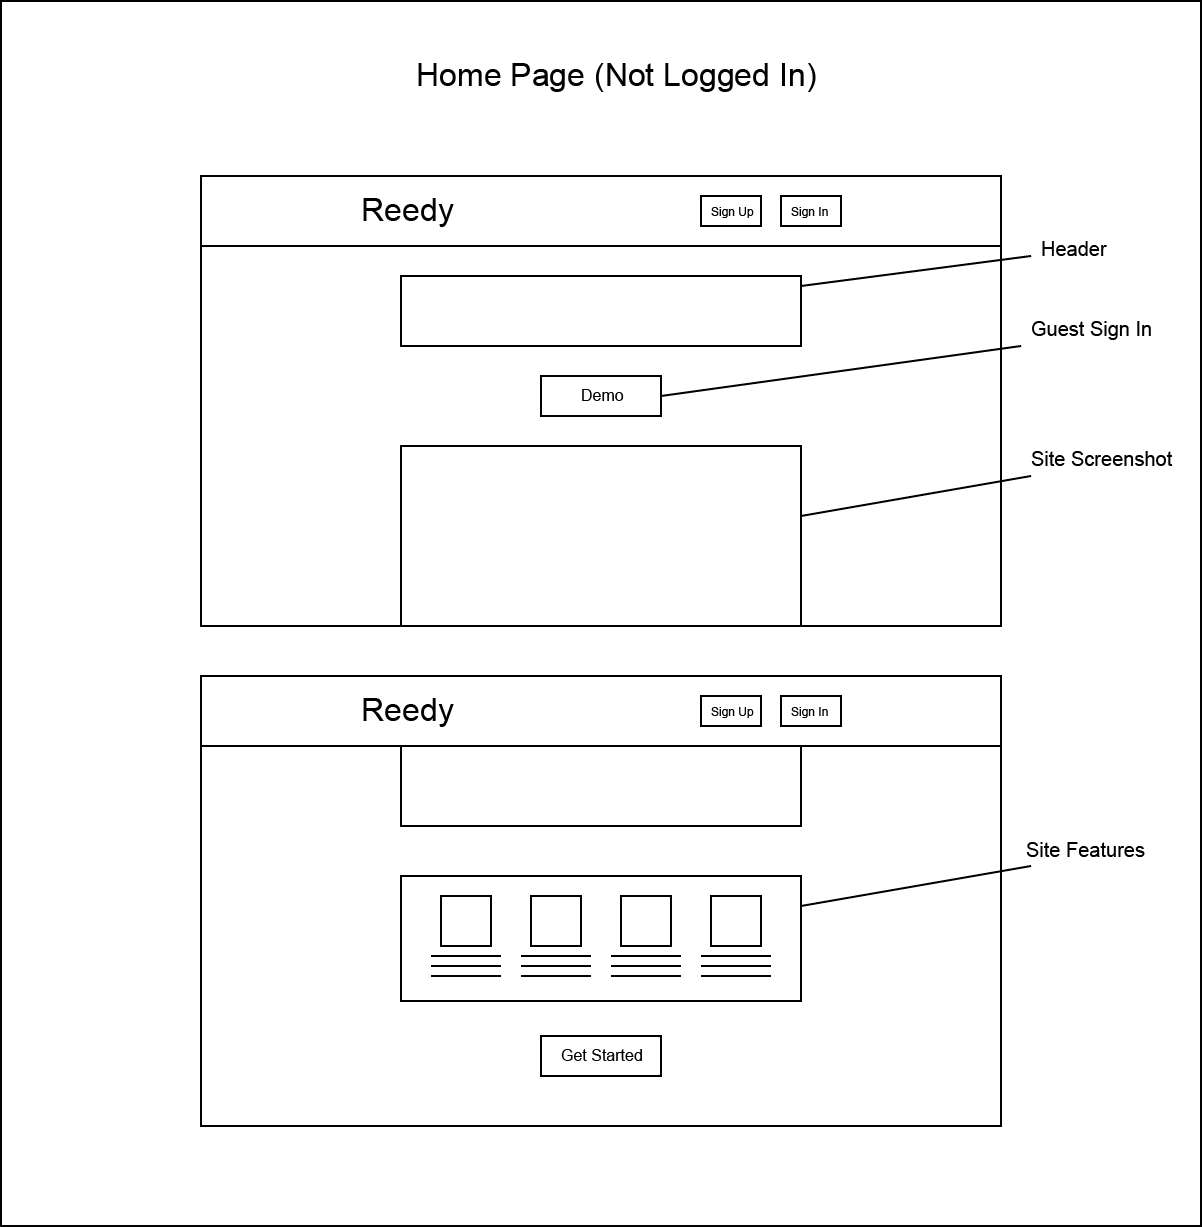 Home Page (Not Logged In)
Reedy
Sign Up
Sign In
Header
Guest Sign In
Demo
Site Screenshot
Reedy
Sign Up
Sign In
Site Features
Get Started